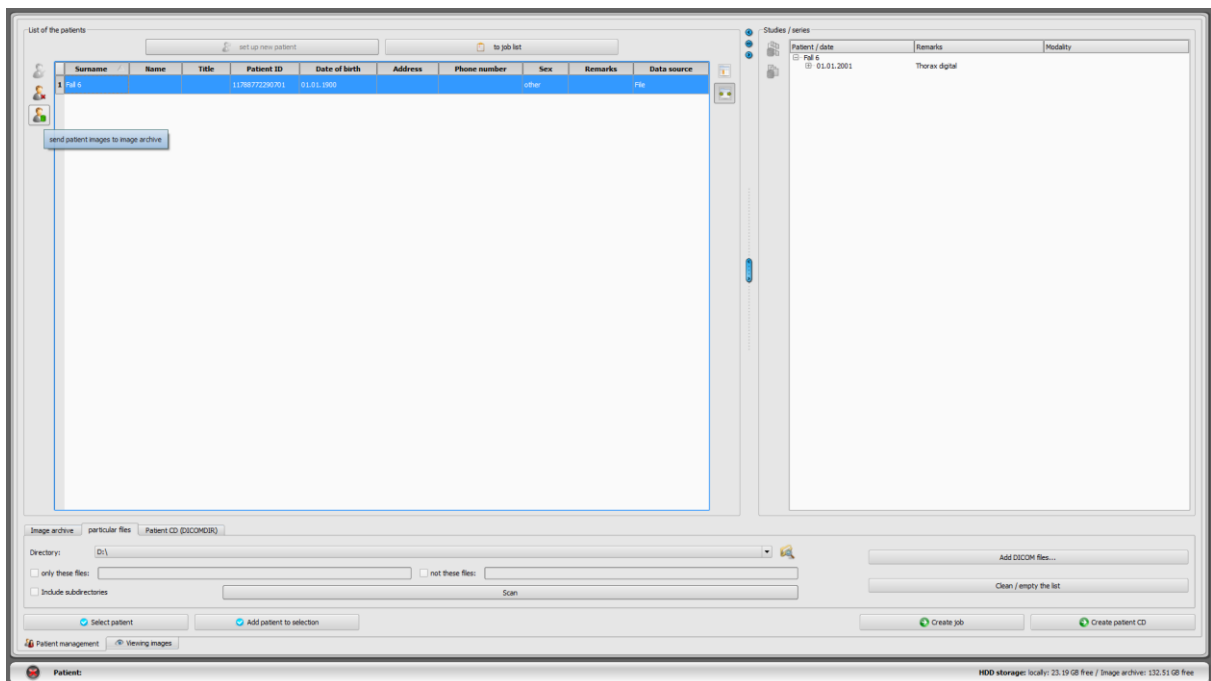 List of the patients
set up new patient
to job list
Surname Name Title Patient ID Date of birth Address Phone number Sex Remarks Data source
1 Fall 6 11788772290701 01.01.1900 other File
send patient images to image archive
Studies / series
Patient / date Remarks Modality
Fall 6
01.01.2001 Thorax digital
Image archive particular files Patient CD (DICOMDIR)
Directory: D:\
only these files: not these files:
Include subdirectories Scan
Add DICOM files...
Clean / empty the list
Select patient Add patient to selection Create job Create patient CD
Patient management Viewing images
Patient: HDD storage: locally: 23.19 GB free / Image archive: 132.51 GB free